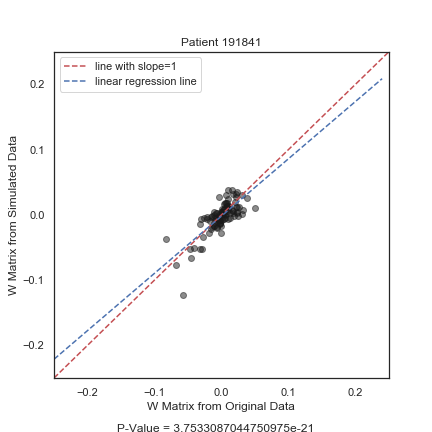 Patient 191841
line with slope=1
linear regression line
W Matrix from Simulated Data
0.2
0.1
0.0
−0.1
−0.2
−0.2
−0.1
0.0
0.1
0.2
W Matrix from Original Data
P-Value = 3.7533087044750975e-21